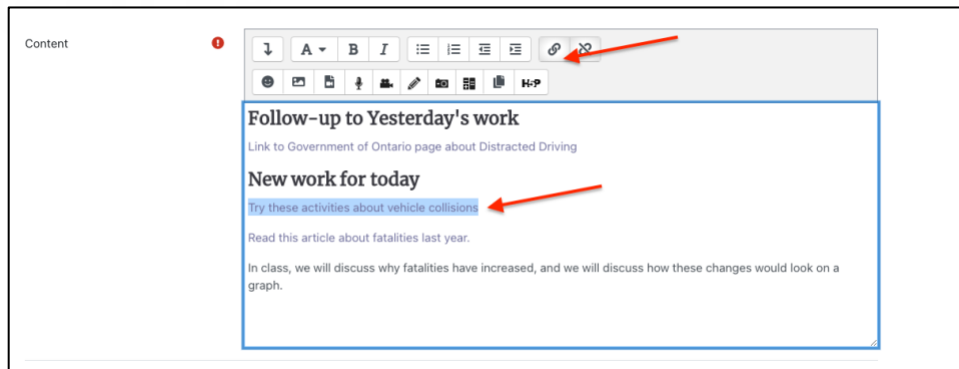 Content
A B I
H-P
Follow-up to Yesterday's work
Link to Government of Ontario page about Distracted Driving
New work for today
Try these activities about vehicle collisions
Read this article about fatalities last year.
In class, we will discuss why fatalities have increased, and we will discuss how these changes would look on a
graph.